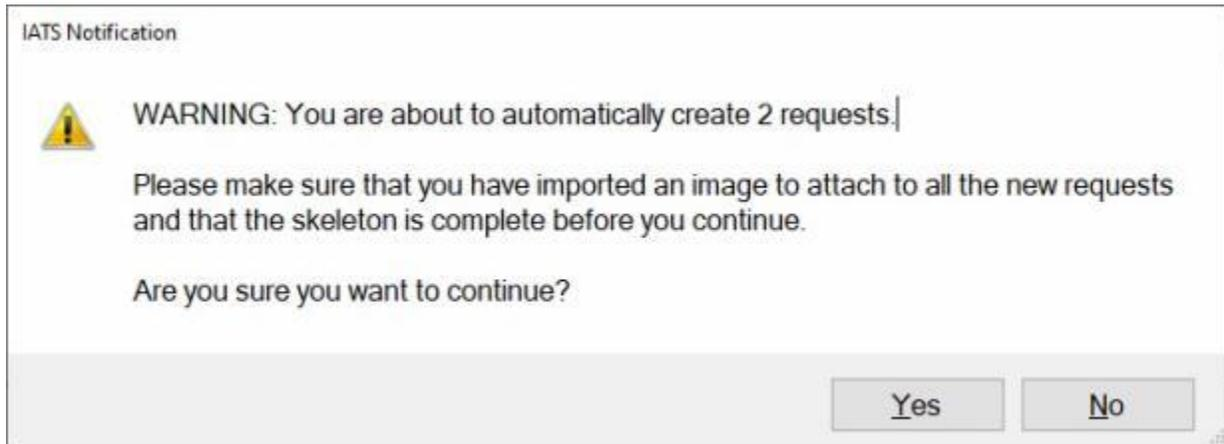 IATS Notification
WARNING: You are about to automatically create 2 requests.
Please make sure that you have imported an image to attach to all the new requests
and that the skeleton is complete before you continue.
Are you sure you want to continue?
Yes
No